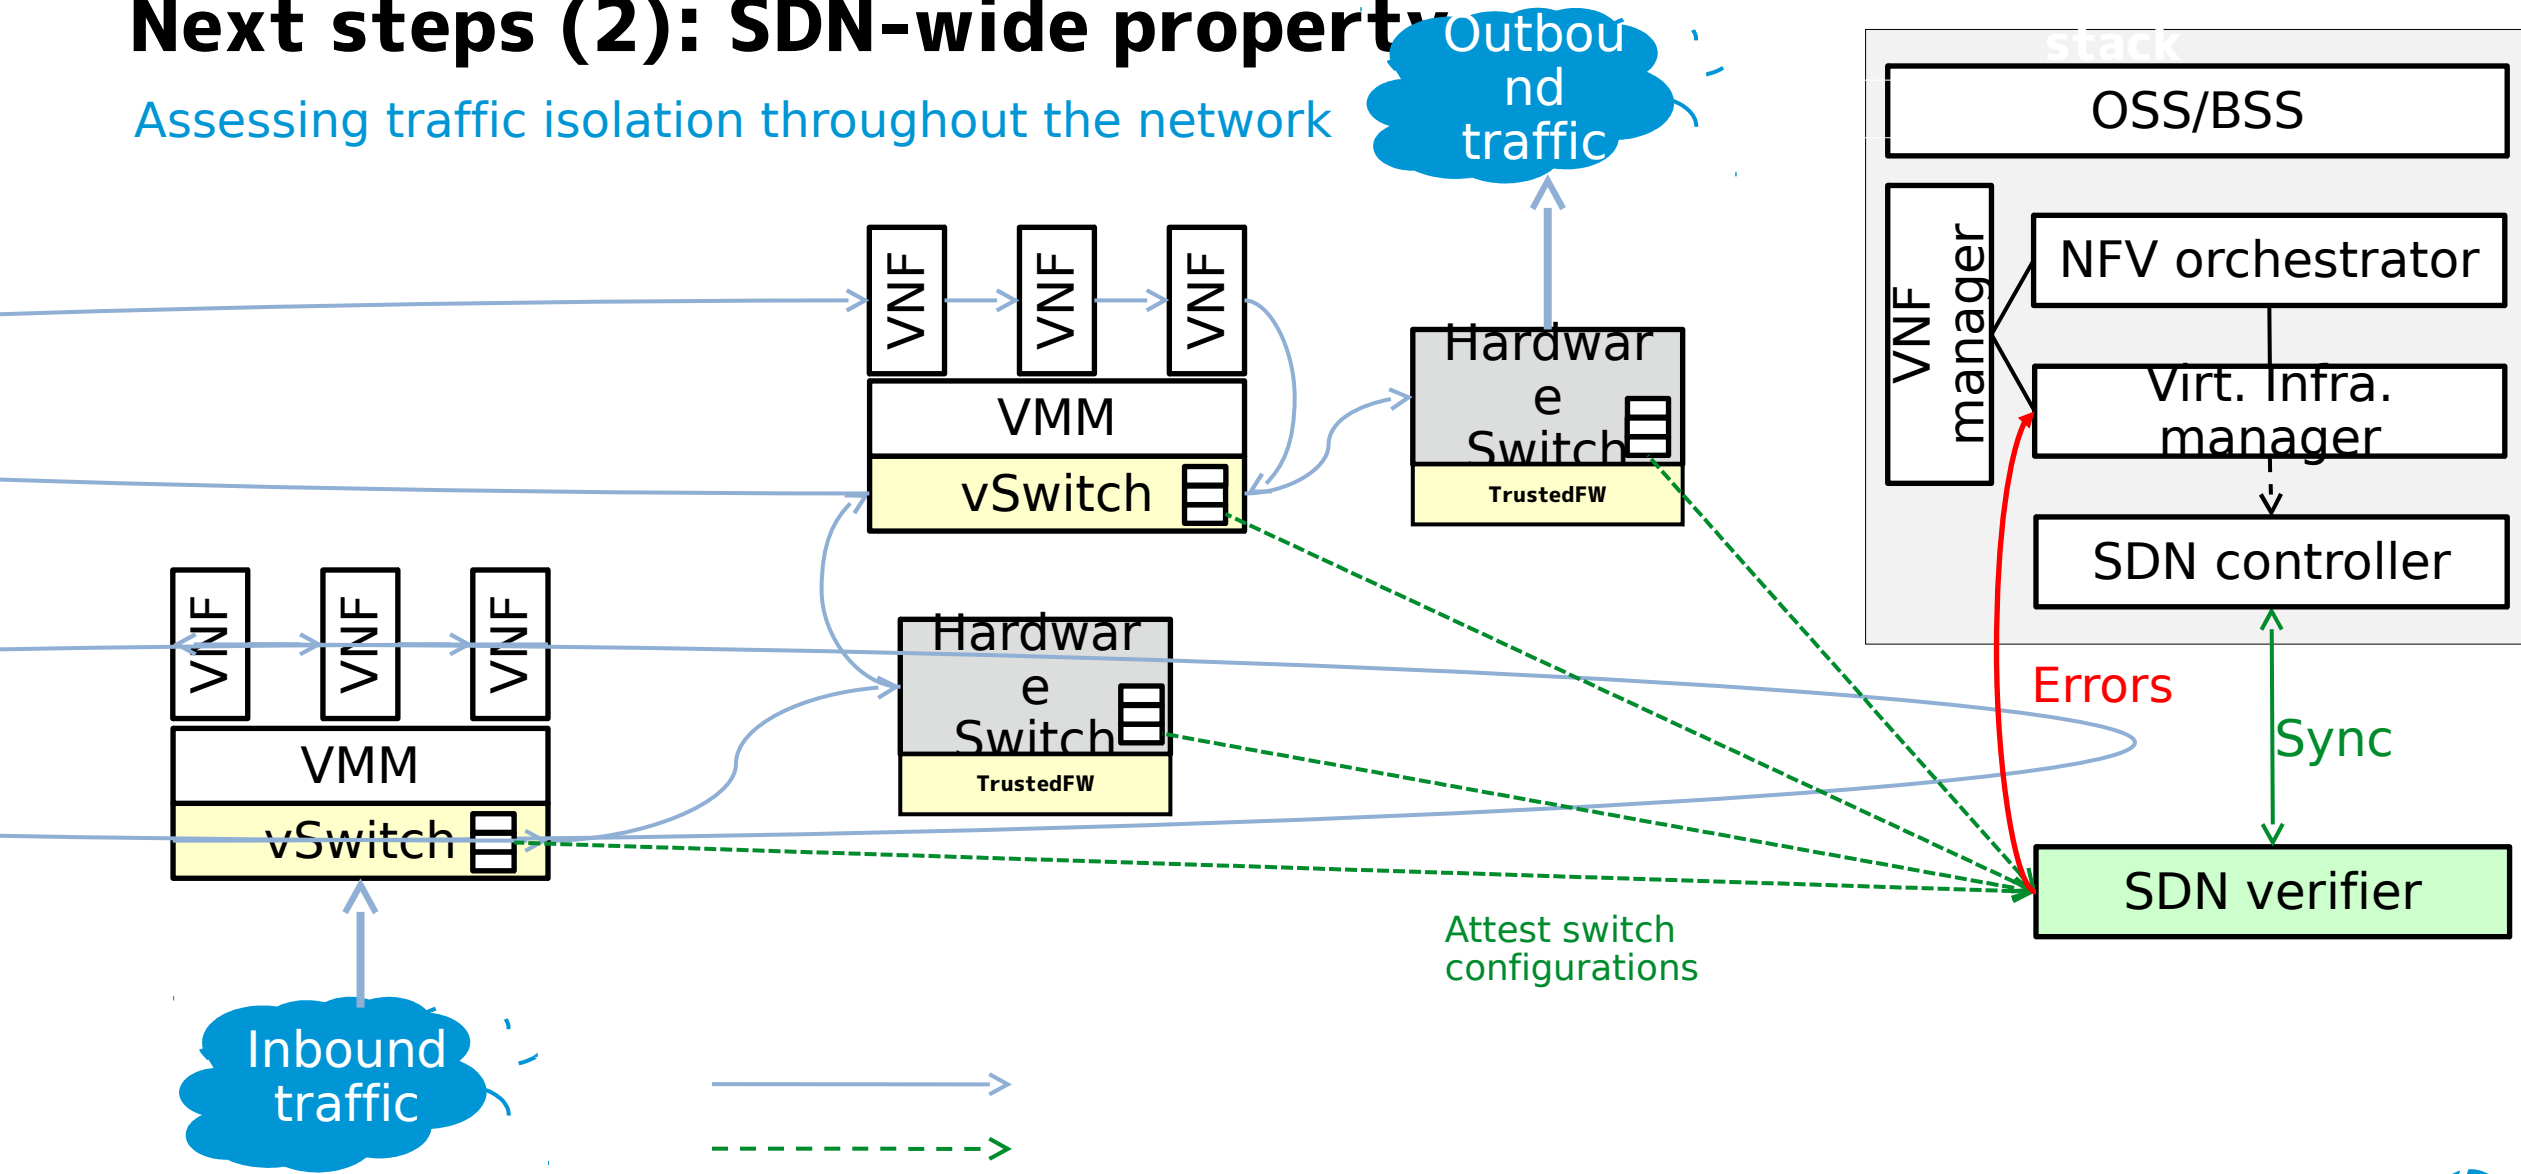 Next steps (2): SDN-wide property
Assessing traffic isolation throughout the network
Outbou
nd
traffic
stack
OSS/BSS
VNF
manager
NFV orchestrator
Virt. Infra.
manager
SDN controller
VNF
VNF
VNF
VMM
vSwitch
Hardwar
e
Switch
TrustedFW
VNF
VNF
VNF
VMM
vSwitch
Hardwar
e
Switch
TrustedFW
Errors
Sync
SDN verifier
Attest switch
configurations
Inbound
traffic